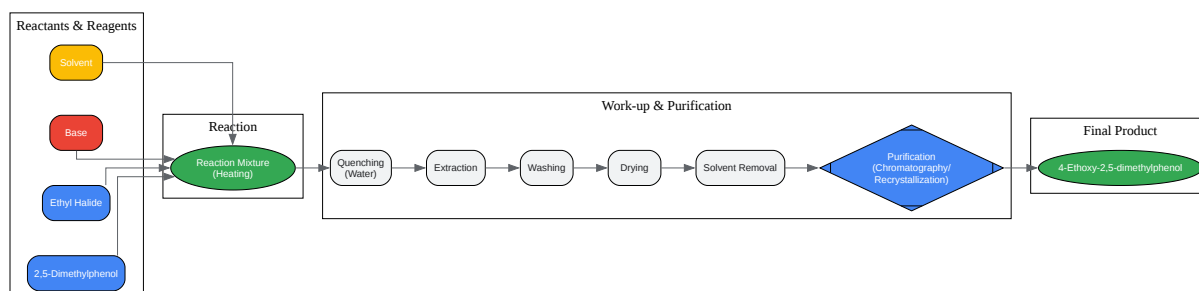 Reactants & Reagents
Solvent
Base
Ethyl Halide
2,5-Dimethylphenol
Reaction
Reaction Mixture
(Heating)
Work-up & Purification
Quenching
(Water)
Extraction
Washing
Drying
Solvent Removal
Purification
(Chromatography/
Recrystallization)
Final Product
4-Ethoxy-2,5-dimethylphenol